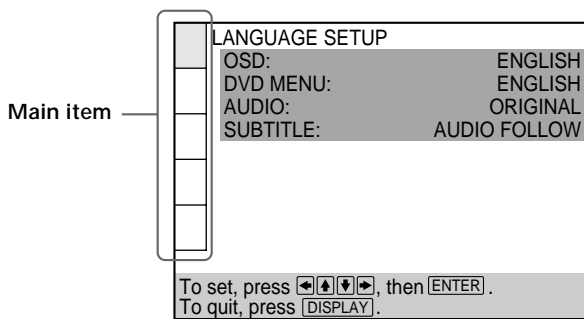 LANGUAGE SETUP
OSD: ENGLISH
DVD MENU: ENGLISH
AUDIO: ORIGINAL
SUBTITLE: AUDIO FOLLOW
Main item
To set, press ←↑↓→, then ENTER.
To quit, press DISPLAY.